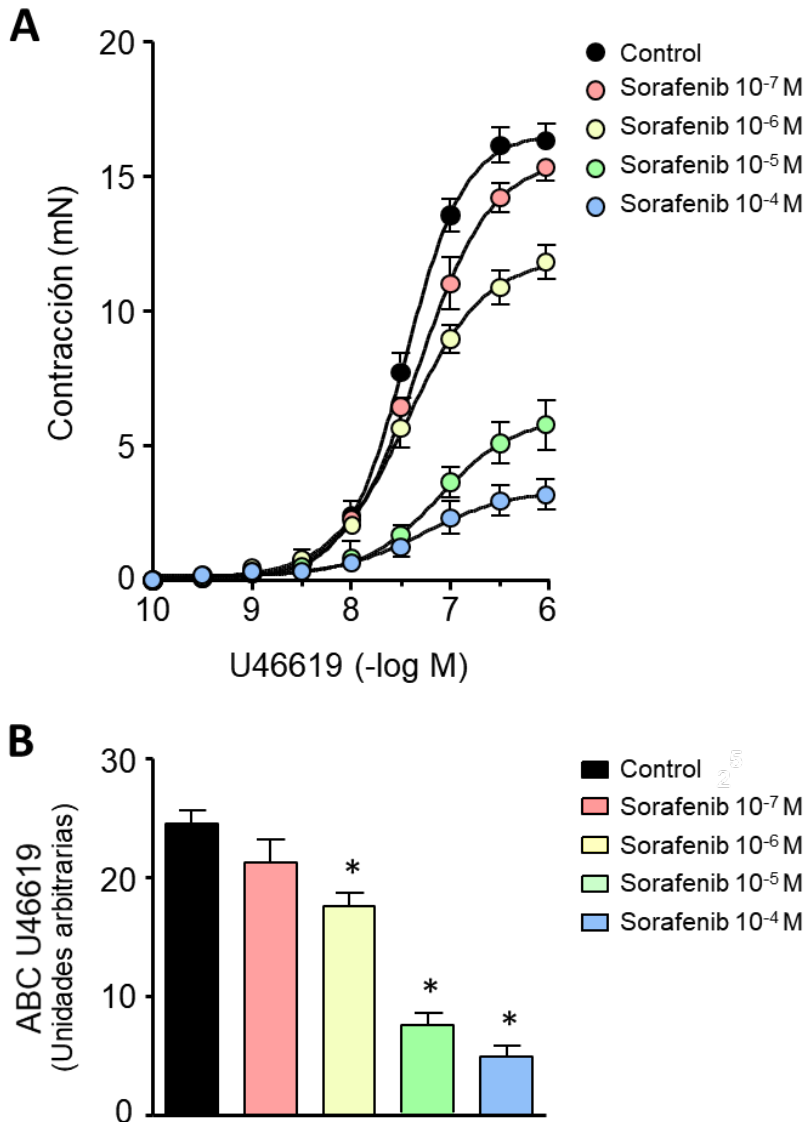 A
20
15
10
5
0
Contracción (mN)
10 9 8 7 6
U46619 (-log M)
Control
Sorafenib 10⁻⁷ M
Sorafenib 10⁻⁶ M
Sorafenib 10⁻⁵ M
Sorafenib 10⁻⁴ M
B
30
20
10
0
ABC U46619
(Unidades arbitrarias)
*
*
*
Control
Sorafenib 10⁻⁷ M
Sorafenib 10⁻⁶ M
Sorafenib 10⁻⁵ M
Sorafenib 10⁻⁴ M